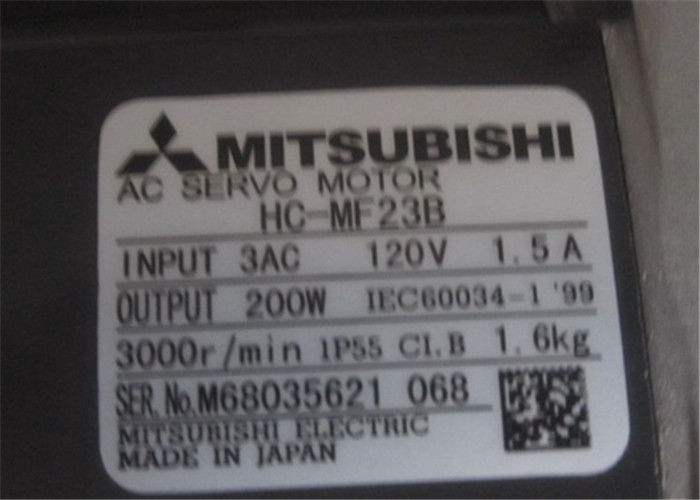 MITSUBISHI
AC SERVO MOTOR
HC-MF23B
INPUT 3AC 120V 1.5A
OUTPUT 200W IEC60034-1 '99
3000r/min IP55 CI.B 1.6kg
SER.No.M68035621 068
MITSUBISHI ELECTRIC
MADE IN JAPAN